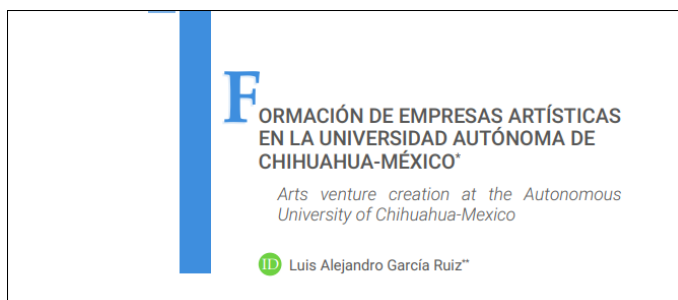 FORMACIÓN DE EMPRESAS ARTÍSTICAS
EN LA UNIVERSIDAD AUTÓNOMA DE
CHIHUAHUA-MÉXICO*
Arts venture creation at the Autonomous
University of Chihuahua-Mexico
iD Luis Alejandro García Ruiz**